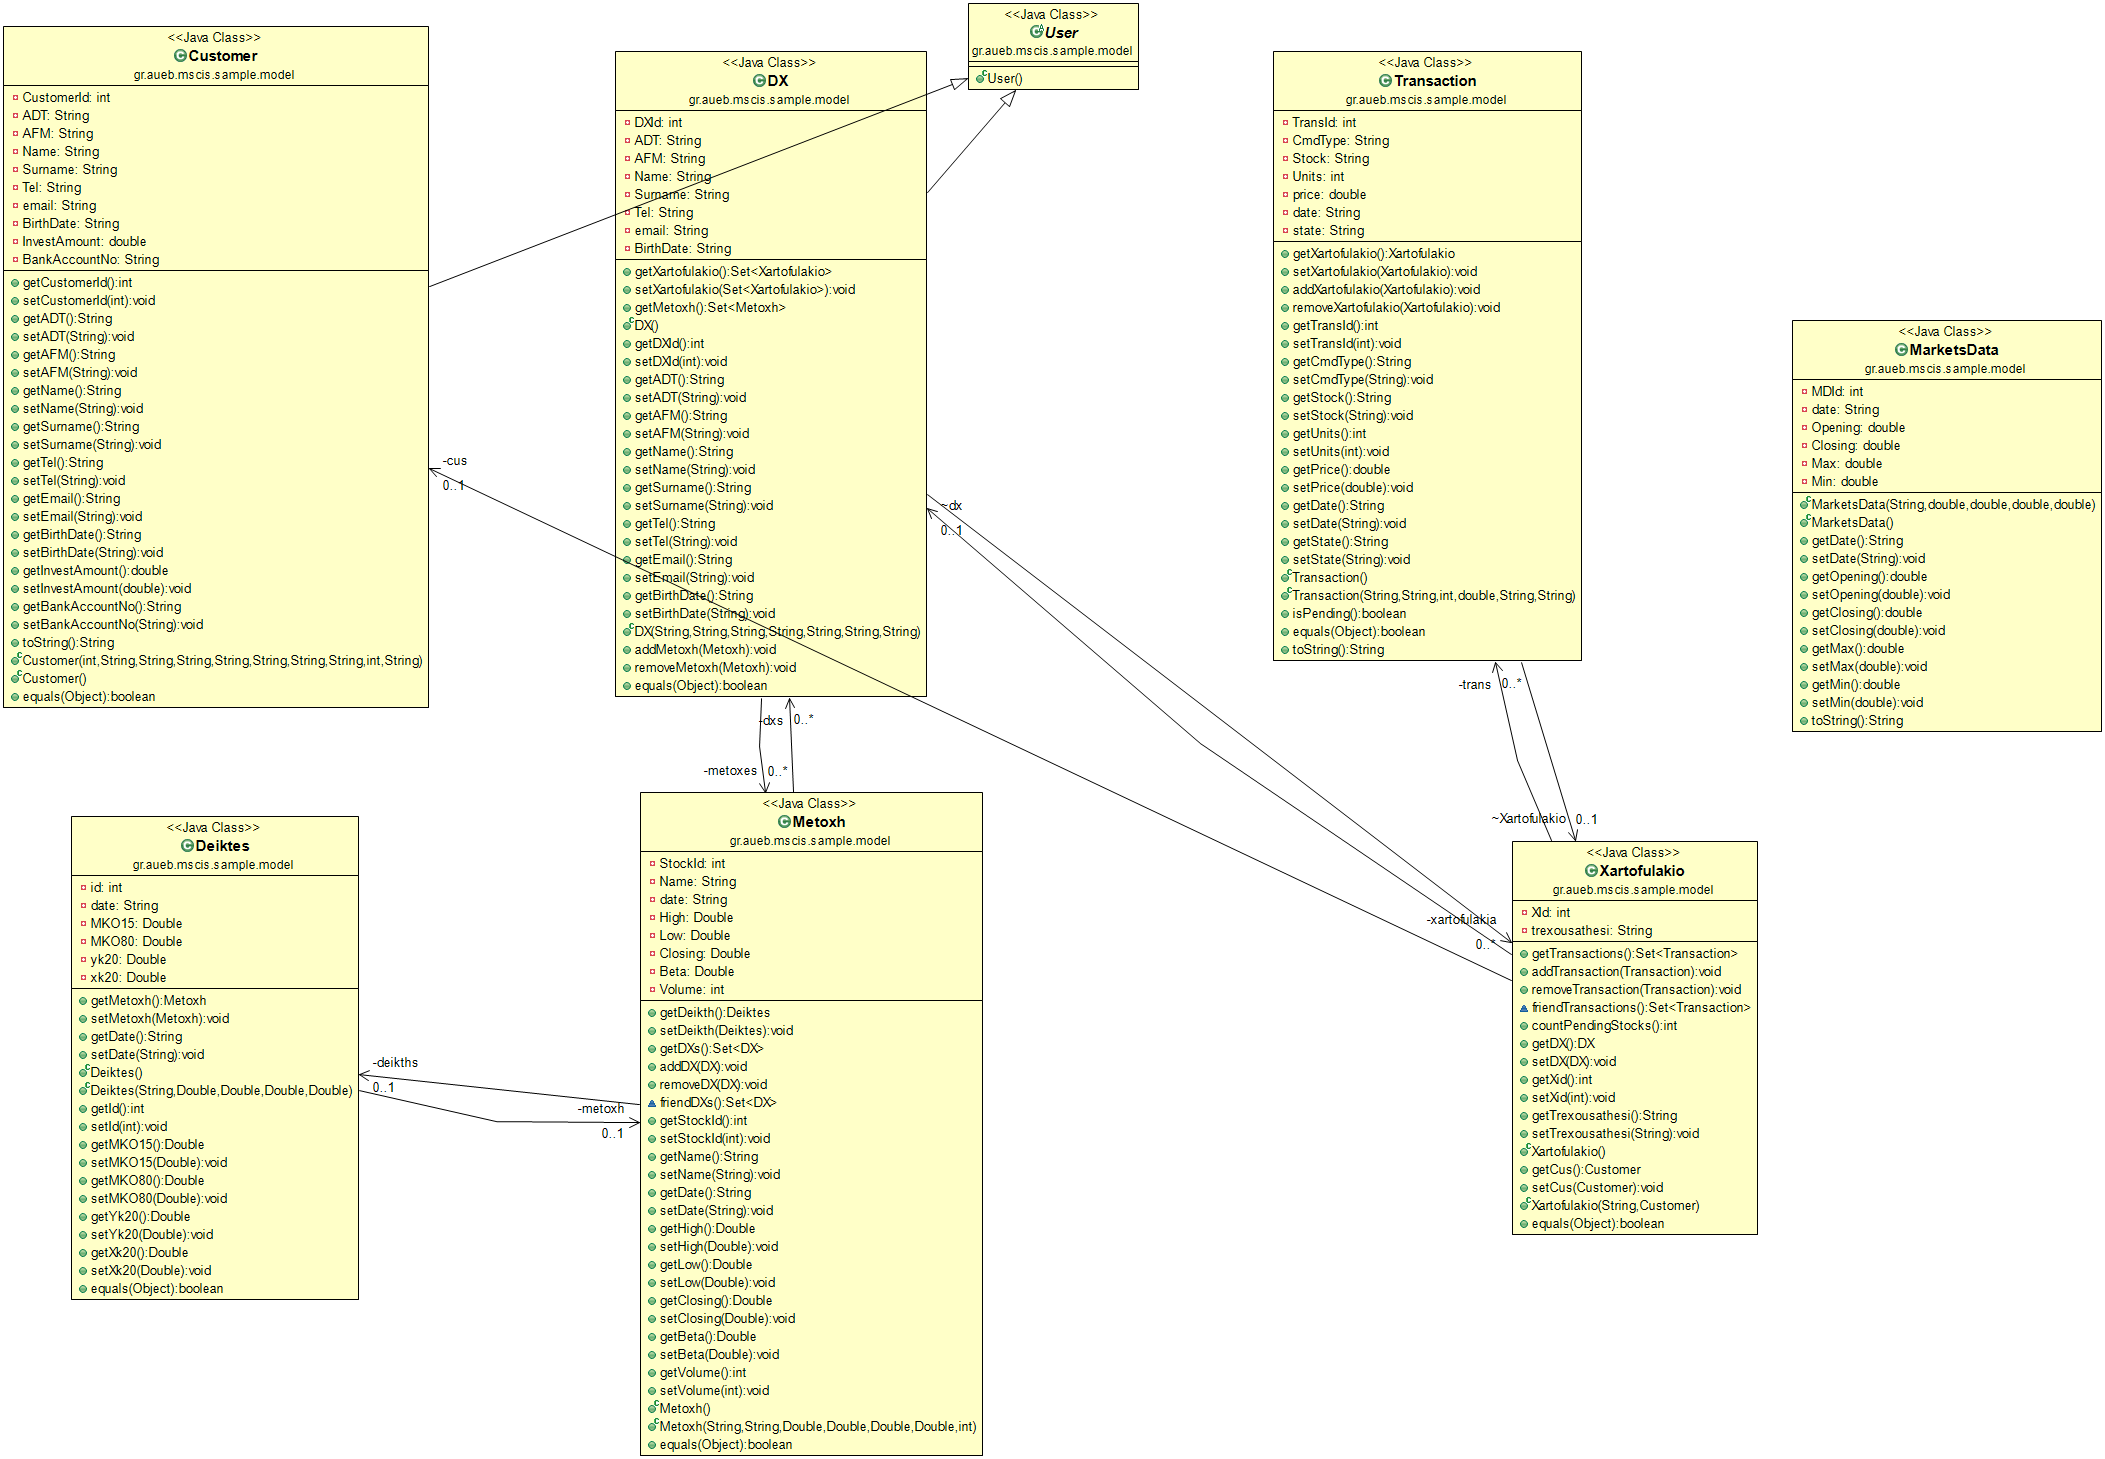 <<Java Class>>
Customer
gr.aueb.mscis.sample.model
CustomerId: int
ADT: String
AFM: String
Name: String
Surname: String
Tel: String
email: String
BirthDate: String
InvestAmount: double
BankAccountNo: String
getCustomerId():int
setCustomerId(int):void
getADT():String
setADT(String):void
getAFM():String
setAFM(String):void
getName():String
setName(String):void
getSurname():String
setSurname(String):void
getTel():String
setTel(String):void
getEmail():String
setEmail(String):void
getBirthDate():String
setBirthDate(String):void
getInvestAmount():double
setInvestAmount(double):void
getBankAccountNo():String
setBankAccountNo(String):void
toString():String
Customer(int,String,String,String,String,String,String,String,int,String)
Customer()
equals(Object):boolean
<<Java Class>>
DX
gr.aueb.mscis.sample.model
DXId: int
ADT: String
AFM: String
Name: String
Surname: String
Tel: String
email: String
BirthDate: String
getXartofulakio():Set<Xartofulakio>
setXartofulakio(Set<Xartofulakio>):void
getMetoxh():Set<Metoxh>
DX()
getDXId():int
setDXId(int):void
getADT():String
setADT(String):void
getAFM():String
setAFM(String):void
getName():String
setName(String):void
getSurname():String
setSurname(String):void
getTel():String
setTel(String):void
getEmail():String
setEmail(String):void
getBirthDate():String
setBirthDate(String):void
DX(String,String,String,String,String,String,String)
addMetoxh(Metoxh):void
removeMetoxh(Metoxh):void
equals(Object):boolean
<<Java Class>>
User
gr.aueb.mscis.sample.model
User()
<<Java Class>>
Transaction
gr.aueb.mscis.sample.model
TransId: int
CmdType: String
Stock: String
Units: int
price: double
date: String
state: String
getXartofulakio():Xartofulakio
setXartofulakio(Xartofulakio):void
addXartofulakio(Xartofulakio):void
removeXartofulakio(Xartofulakio):void
getTransId():int
setTransId(int):void
getCmdType():String
setCmdType(String):void
getStock():String
setStock(String):void
getUnits():int
setUnits(int):void
getPrice():double
setPrice(double):void
getDate():String
setDate(String):void
getState():String
setState(String):void
Transaction()
Transaction(String,String,int,double,String,String)
isPending():boolean
equals(Object):boolean
toString():String
<<Java Class>>
MarketsData
gr.aueb.mscis.sample.model
MDId: int
date: String
Opening: double
Closing: double
Max: double
Min: double
MarketsData(String,double,double,double,double)
MarketsData()
getDate():String
setDate(String):void
getOpening():double
setOpening(double):void
getClosing():double
setClosing(double):void
getMax():double
setMax(double):void
getMin():double
setMin(double):void
toString():String
-cus
0..1
~dx
0..1
-trans
0..*
-dxs
0..*
-metoxes
0..*
~Xartofulakio
0..1
-xartofulakia
0..*
<<Java Class>>
Deiktes
gr.aueb.mscis.sample.model
id: int
date: String
MKO15: Double
MKO80: Double
yk20: Double
xk20: Double
getMetoxh():Metoxh
setMetoxh(Metoxh):void
getDate():String
setDate(String):void
Deiktes()
Deiktes(String,Double,Double,Double,Double)
getId():int
setId(int):void
getMKO15():Double
setMKO15(Double):void
getMKO80():Double
setMKO80(Double):void
getYk20():Double
setYk20(Double):void
getXk20():Double
setXk20(Double):void
equals(Object):boolean
-deikths
0..1
-metoxh
0..1
<<Java Class>>
Metoxh
gr.aueb.mscis.sample.model
StockId: int
Name: String
date: String
High: Double
Low: Double
Closing: Double
Beta: Double
Volume: int
getDeikth():Deiktes
setDeikth(Deiktes):void
getDXs():Set<DX>
addDX(DX):void
removeDX(DX):void
friendDXs():Set<DX>
getStockId():int
setStockId(int):void
getName():String
setName(String):void
getDate():String
setDate(String):void
getHigh():Double
setHigh(Double):void
getLow():Double
setLow(Double):void
getClosing():Double
setClosing(Double):void
getBeta():Double
setBeta(Double):void
getVolume():int
setVolume(int):void
Metoxh()
Metoxh(String,String,Double,Double,Double,Double,int)
equals(Object):boolean
<<Java Class>>
Xartofulakio
gr.aueb.mscis.sample.model
XId: int
trexousathesi: String
getTransactions():Set<Transaction>
addTransaction(Transaction):void
removeTransaction(Transaction):void
friendTransactions():Set<Transaction>
countPendingStocks():int
getDX():DX
setDX(DX):void
getXid():int
setXid(int):void
getTrexousathesi():String
setTrexousathesi(String):void
Xartofulakio()
getCus():Customer
setCus(Customer):void
Xartofulakio(String,Customer)
equals(Object):boolean